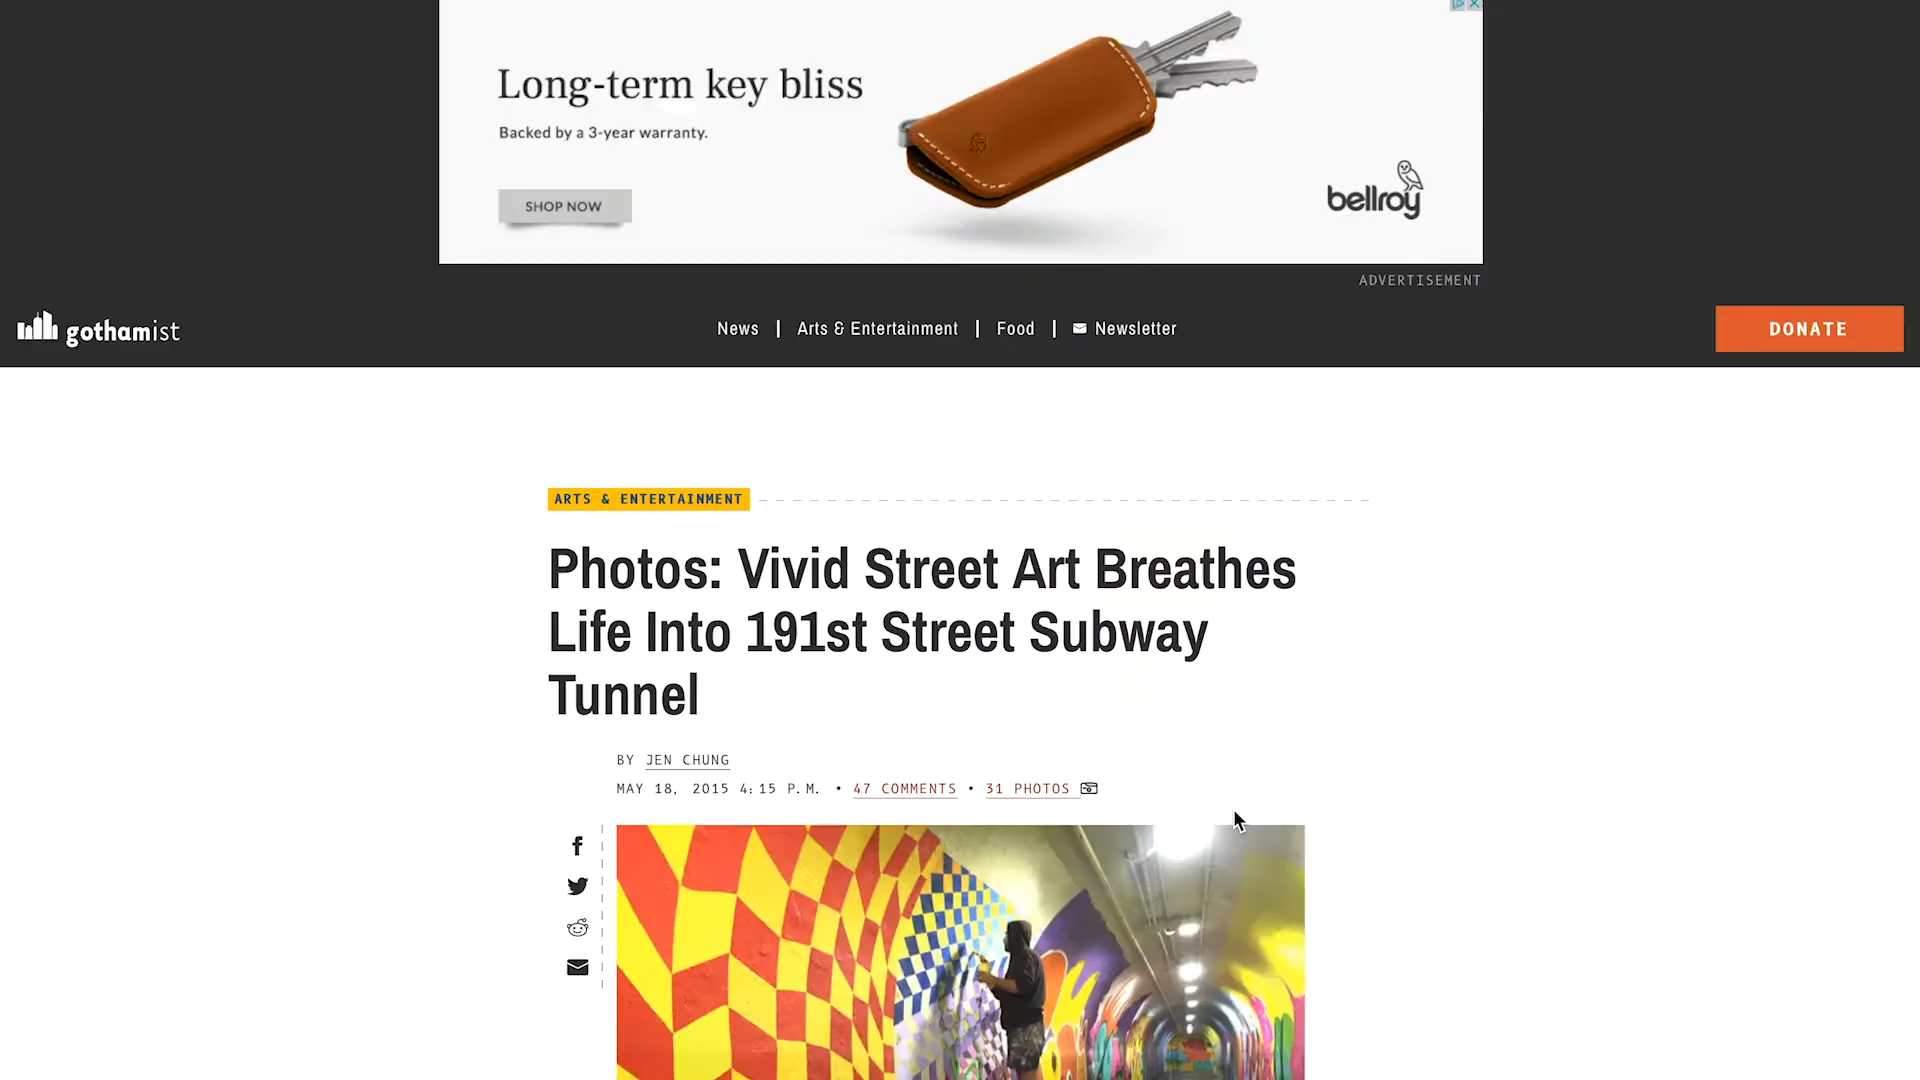 Long-term key bliss
Backed by a 3-year warranty.
SHOP NOW
bellroy
ADVERTISEMENT
gothamist
News | Arts & Entertainment | Food | Newsletter
DONATE
ARTS & ENTERTAINMENT
Photos: Vivid Street Art Breathes
Life Into 191st Street Subway
Tunnel
BY JEN CHUNG
MAY 18, 2015 4:15 P.M. • 47 COMMENTS • 31 PHOTOS